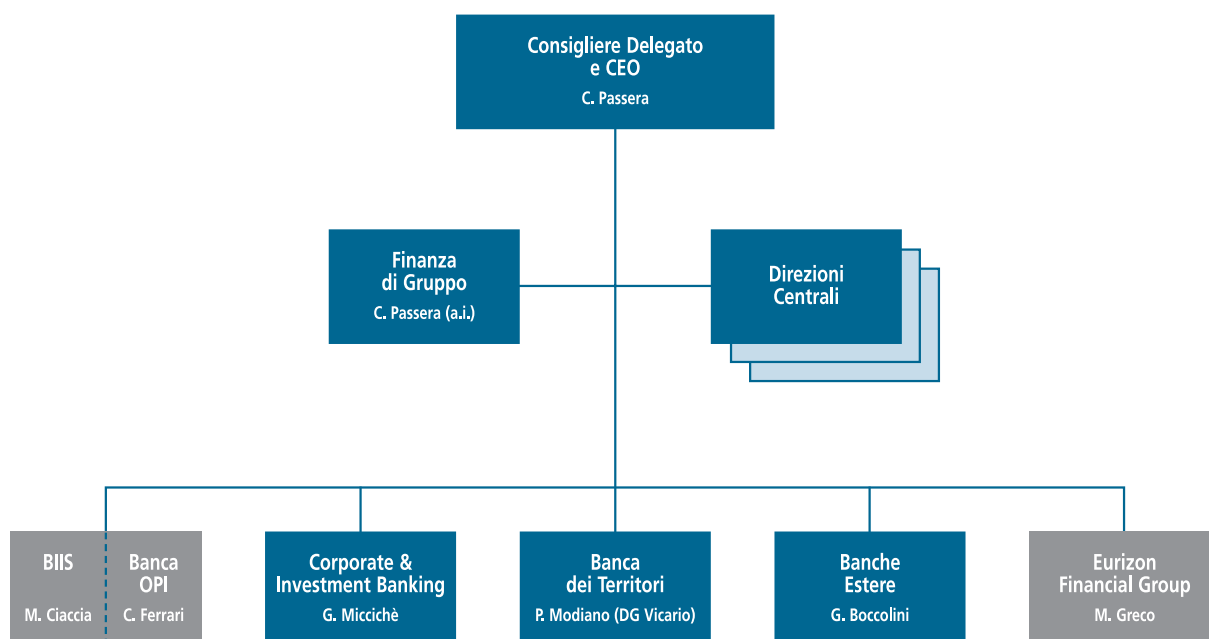 Consigliere Delegato
e CEO
C. Passera
Finanza
di Gruppo
C. Passera (a.i.)
Direzioni
Centrali
BIIS
M. Ciaccia
Banca
OPI
C. Ferrari
Corporate &
Investment Banking
G. Miccichè
Banca
dei Territori
P. Modiano (DG Vicario)
Banche
Estere
G. Boccolini
Eurizon
Financial Group
M. Greco